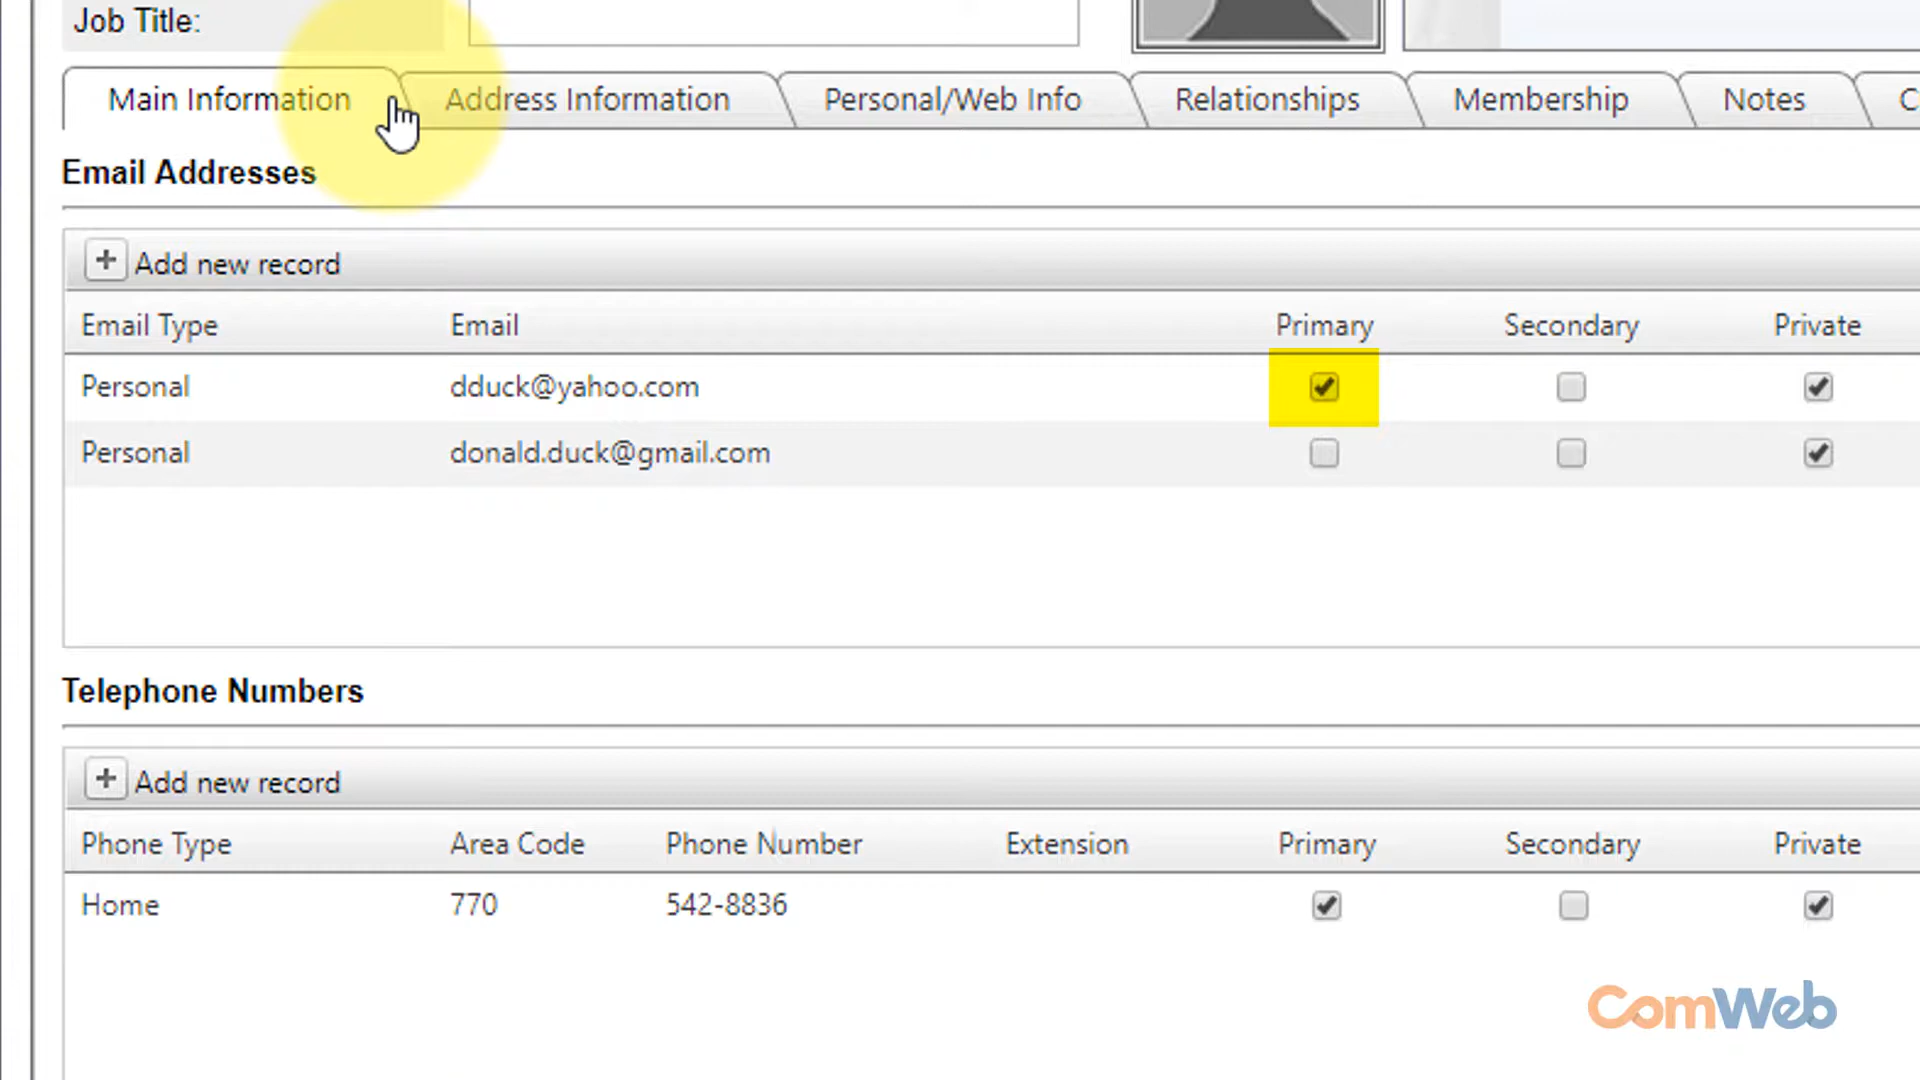 Job Title:
Main Information Address Information Personal/Web Info Relationships Membership Notes C
Email Addresses
+ Add new record
Email Type Email Primary Secondary Private
Personal dduck@yahoo.com
Personal donald.duck@gmail.com
Telephone Numbers
+ Add new record
Phone Type Area Code Phone Number Extension Primary Secondary Private
Home 770 542-8836
ComWeb